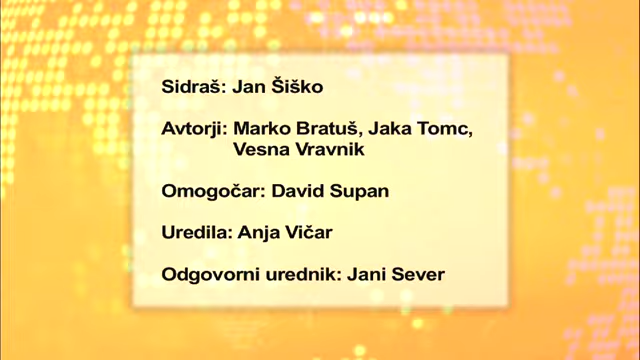 Sidraš: Jan Šiško
Avtorji: Marko Bratuš, Jaka Tomc,
Vesna Vravnik
Omogočar: David Supan
Uredila: Anja Vičar
Odgovorni urednik: Jani Sever